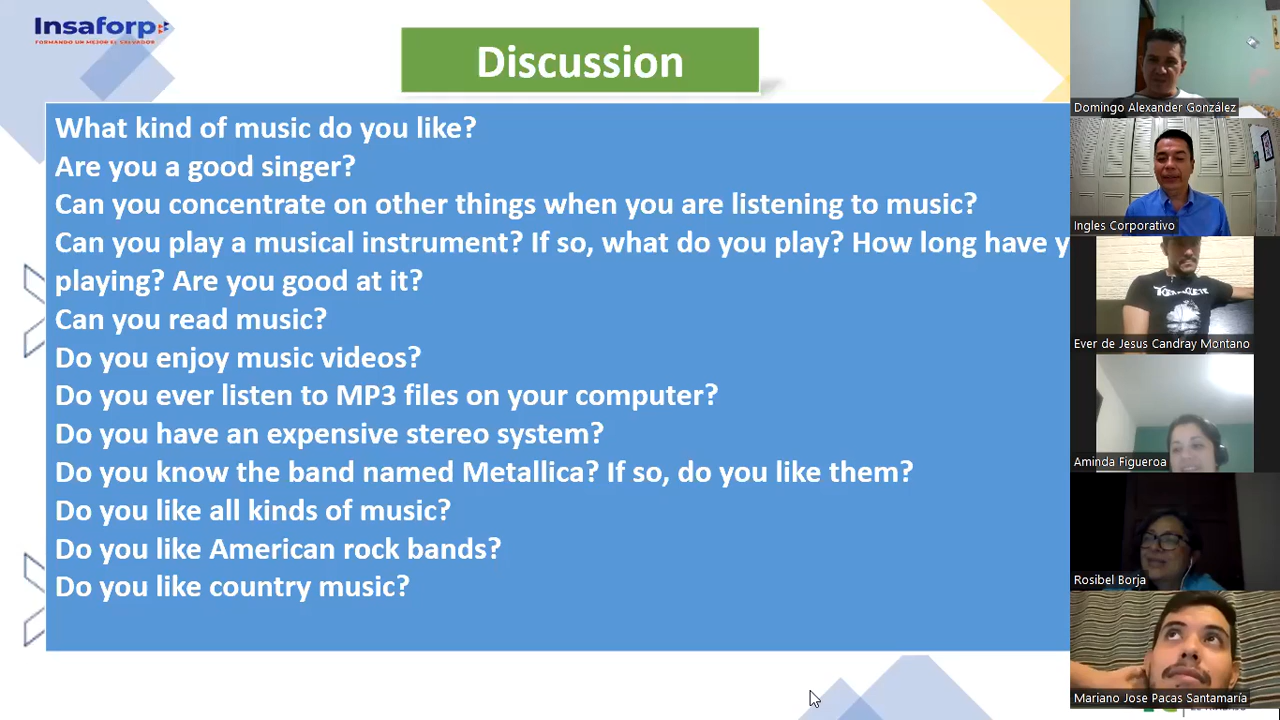 Insaforp
FORMANDO UN MEJOR EL SALVADOR
Discussion
What kind of music do you like?
Are you a good singer?
Can you concentrate on other things when you are listening to music?
Can you play a musical instrument? If so, what do you play? How long have y
playing? Are you good at it?
Can you read music?
Do you enjoy music videos?
Do you ever listen to MP3 files on your computer?
Do you have an expensive stereo system?
Do you know the band named Metallica? If so, do you like them?
Do you like all kinds of music?
Do you like American rock bands?
Do you like country music?
Domingo Alexander González
Ingles Corporativo
Ever de Jesus Candray Montano
Aminda Figueroa
Rosibel Borja
Mariano Jose Pacas Santamaría